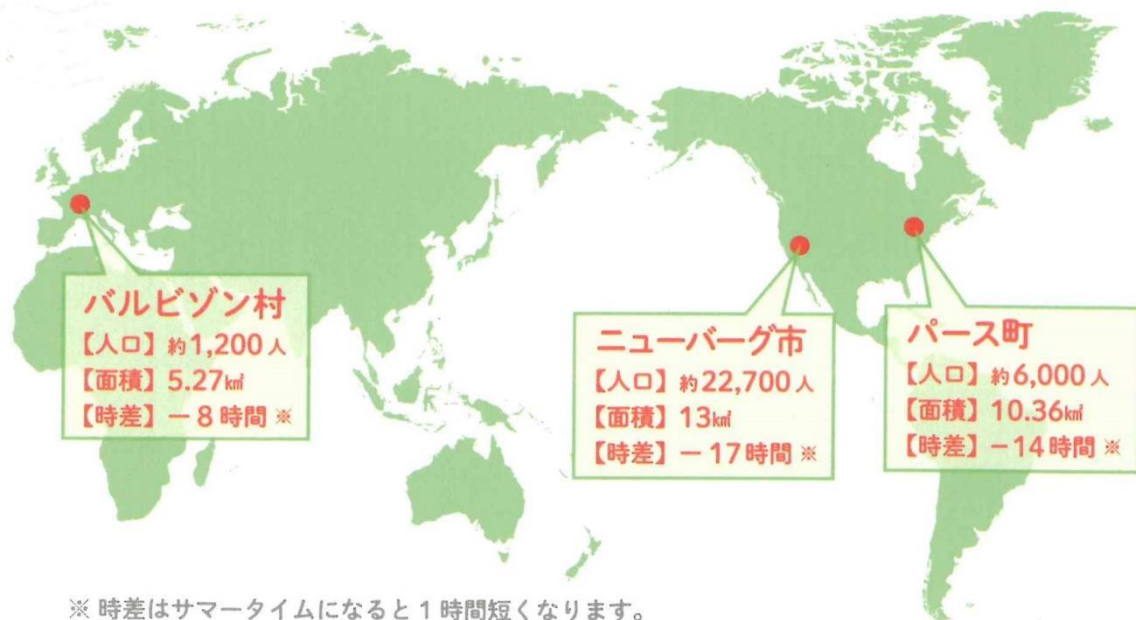 バルビゾン村
【人口】約1,200人
【面積】5.27㎢
【時差】－8時間※
ニューバーグ市
【人口】約22,700人
【面積】13㎢
【時差】－17時間※
パース町
【人口】約6,000人
【面積】10.36㎢
【時差】－14時間※
※時差はサマータイムになると1時間短くなります。